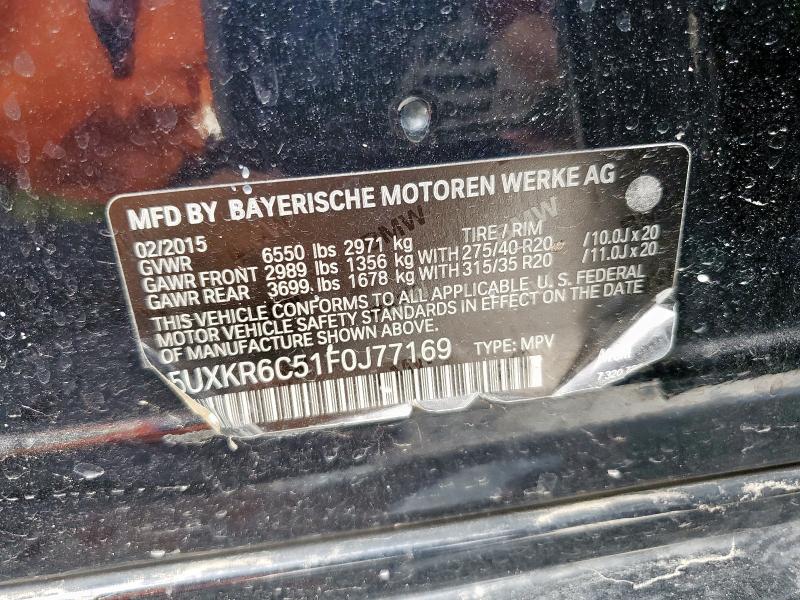 MFD BY BAYERISCHE MOTOREN WERKE AG
02/2015 TIRE / RIM
GVWR 6550 lbs 2971 kg
GAWR FRONT 2989 lbs 1356 kg WITH 275/40 R20 /10.0J x 20
GAWR REAR 3699 lbs 1678 kg WITH 315/35 R20 /11.0J x 20
THIS VEHICLE CONFORMS TO ALL APPLICABLE U. S. FEDERAL
MOTOR VEHICLE SAFETY STANDARDS IN EFFECT ON THE DATE
OF MANUFACTURE SHOWN ABOVE.
5UXKR6C51F0J77169 TYPE: MPV
7 320